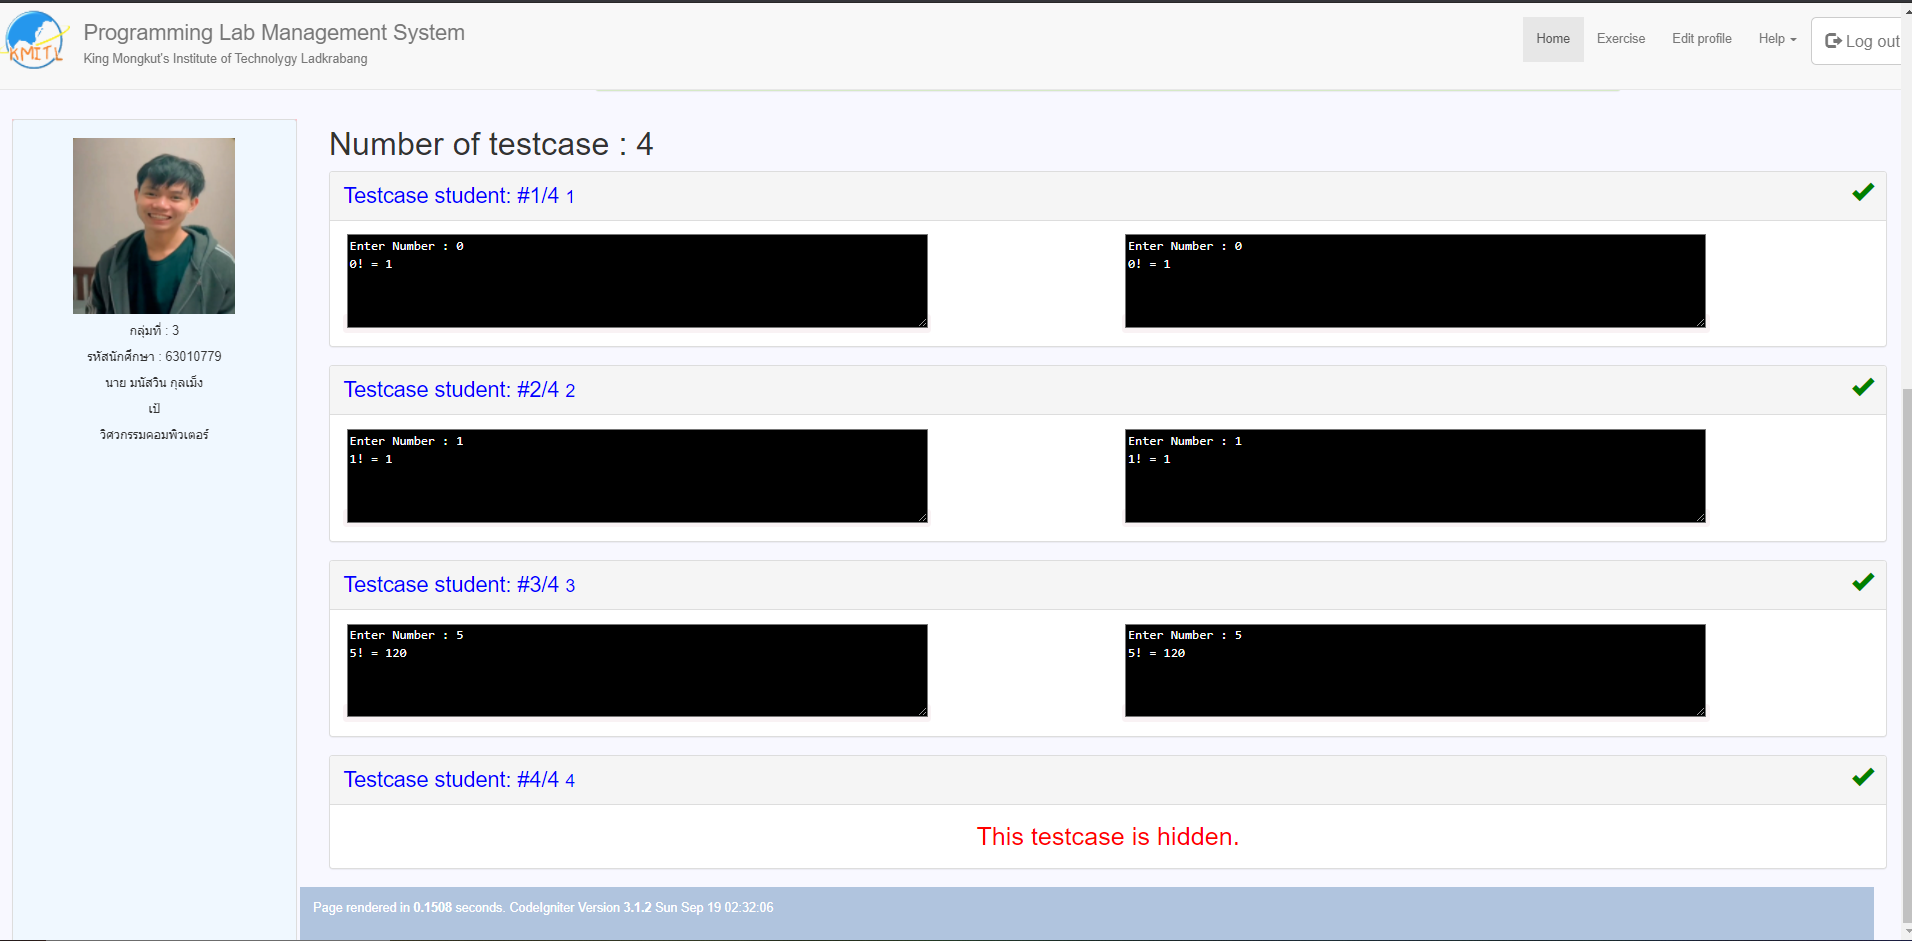 KMITL
Programming Lab Management System
King Mongkut's Institute of Technolygy Ladkrabang
Home
Exercise
Edit profile
Help
Log out
กลุ่มที่ : 3
รหัสนักศึกษา : 63010779
นาย มนัสวิน กุลเม็ง
เป้
วิศวกรรมคอมพิวเตอร์
Number of testcase : 4
Testcase student: #1/4 1
Enter Number : 0
0! = 1
Enter Number : 0
0! = 1
Testcase student: #2/4 2
Enter Number : 1
1! = 1
Enter Number : 1
1! = 1
Testcase student: #3/4 3
Enter Number : 5
5! = 120
Enter Number : 5
5! = 120
Testcase student: #4/4 4
This testcase is hidden.
Page rendered in 0.1508 seconds. CodeIgniter Version 3.1.2 Sun Sep 19 02:32:06